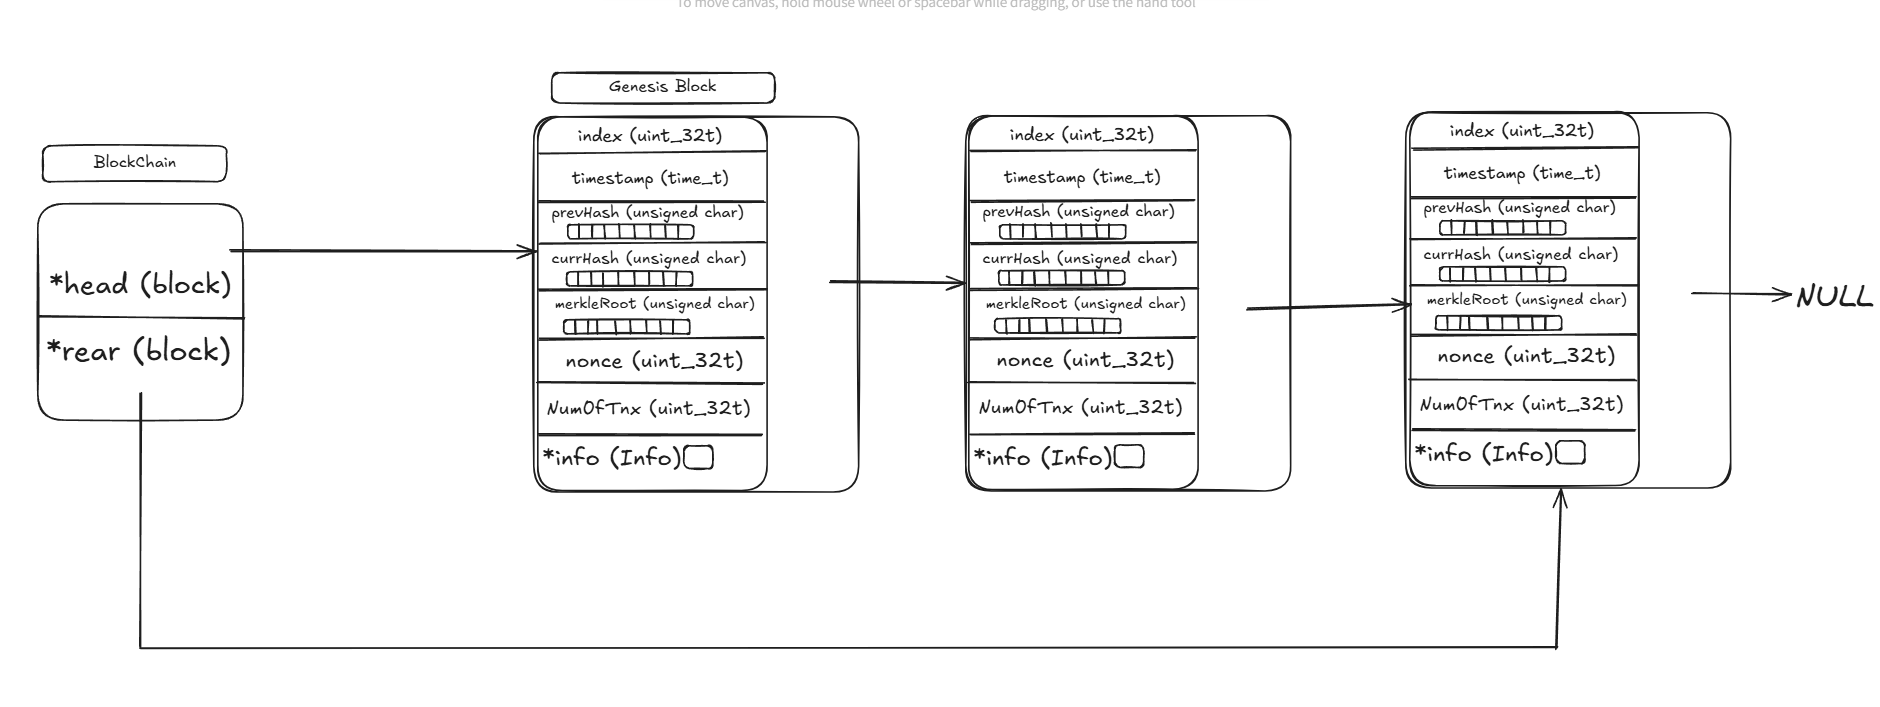 To move canvas, hold mouse wheel or spacebar while dragging, or use the hand tool
BlockChain
*head (block)
*rear (block)
Genesis Block
index (uint_32t)
timestamp (time_t)
prevHash (unsigned char)
currHash (unsigned char)
merkleRoot (unsigned char)
nonce (uint_32t)
NumOfTnx (uint_32t)
*info (Info)
index (uint_32t)
timestamp (time_t)
prevHash (unsigned char)
currHash (unsigned char)
merkleRoot (unsigned char)
nonce (uint_32t)
NumOfTnx (uint_32t)
*info (Info)
index (uint_32t)
timestamp (time_t)
prevHash (unsigned char)
currHash (unsigned char)
merkleRoot (unsigned char)
nonce (uint_32t)
NumOfTnx (uint_32t)
*info (Info)
NULL